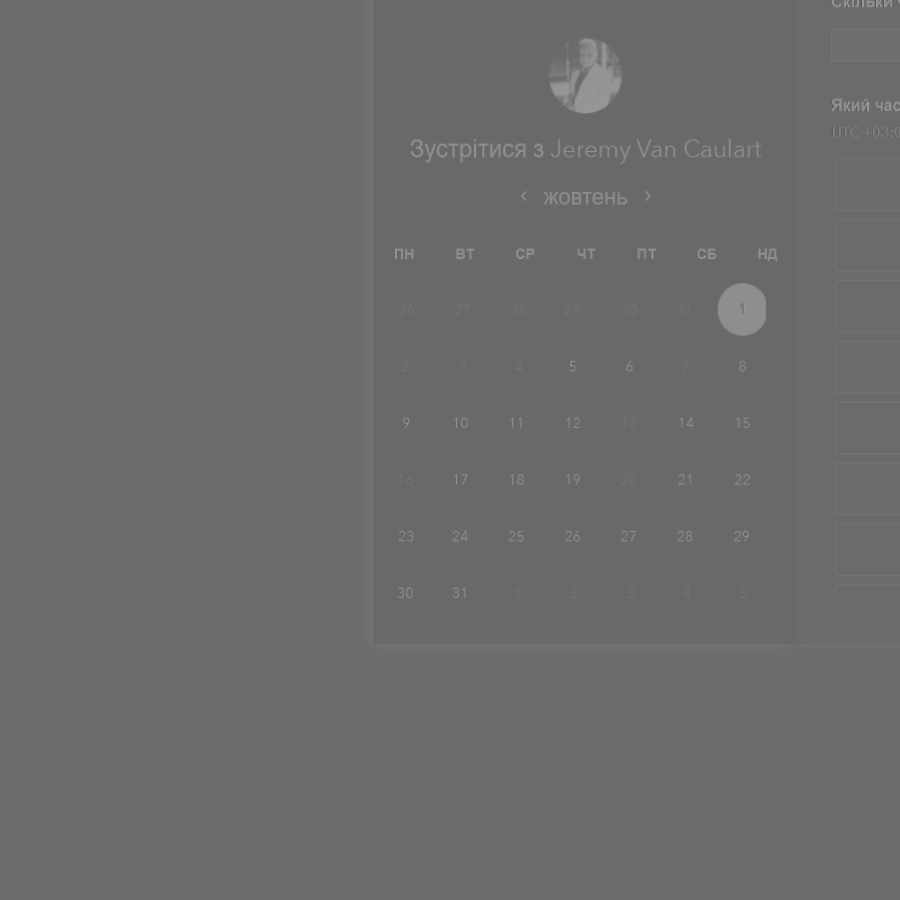 Скільки
Зустрітися з Jeremy Van Caulart
жовтень
ПН ВТ СР ЧТ ПТ СБ НД
26 27 28 29 30 31 1
2 3 4 5 6 7 8
9 10 11 12 13 14 15
16 17 18 19 20 21 22
23 24 25 26 27 28 29
30 31 1 2 3 4 5
Який час
UTC +03:0